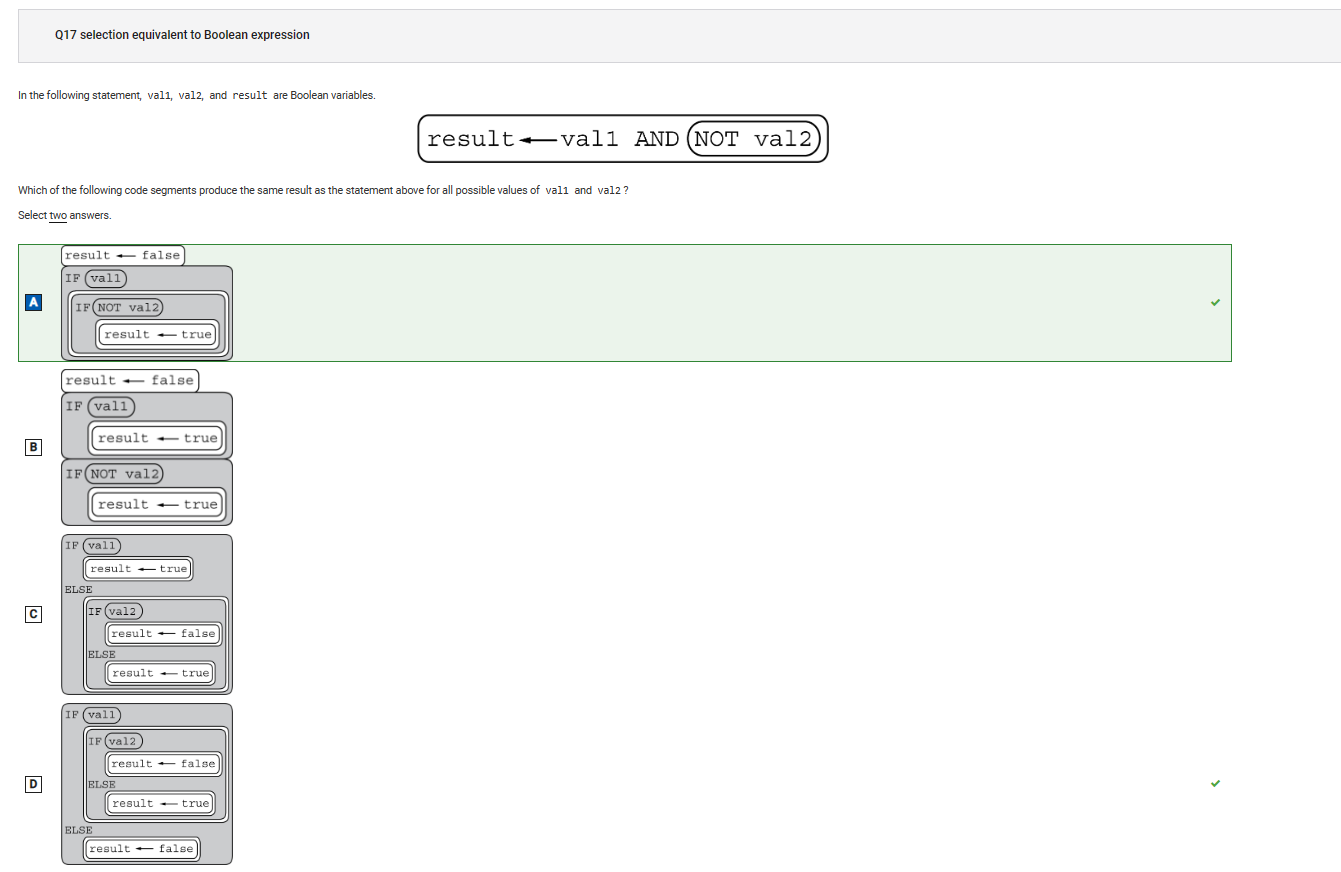 Q17 selection equivalent to Boolean expression
In the following statement, val1, val2, and result are Boolean variables.
result ← val1 AND NOT val2
Which of the following code segments produce the same result as the statement above for all possible values of val1 and val2 ?
Select two answers.
A
result ← false
IF val1
IF NOT val2
result ← true
B
result ← false
IF val1
result ← true
IF NOT val2
result ← true
C
IF val1
result ← true
ELSE
IF val2
result ← false
ELSE
result ← true
D
IF val1
IF val2
result ← false
ELSE
result ← true
ELSE
result ← false